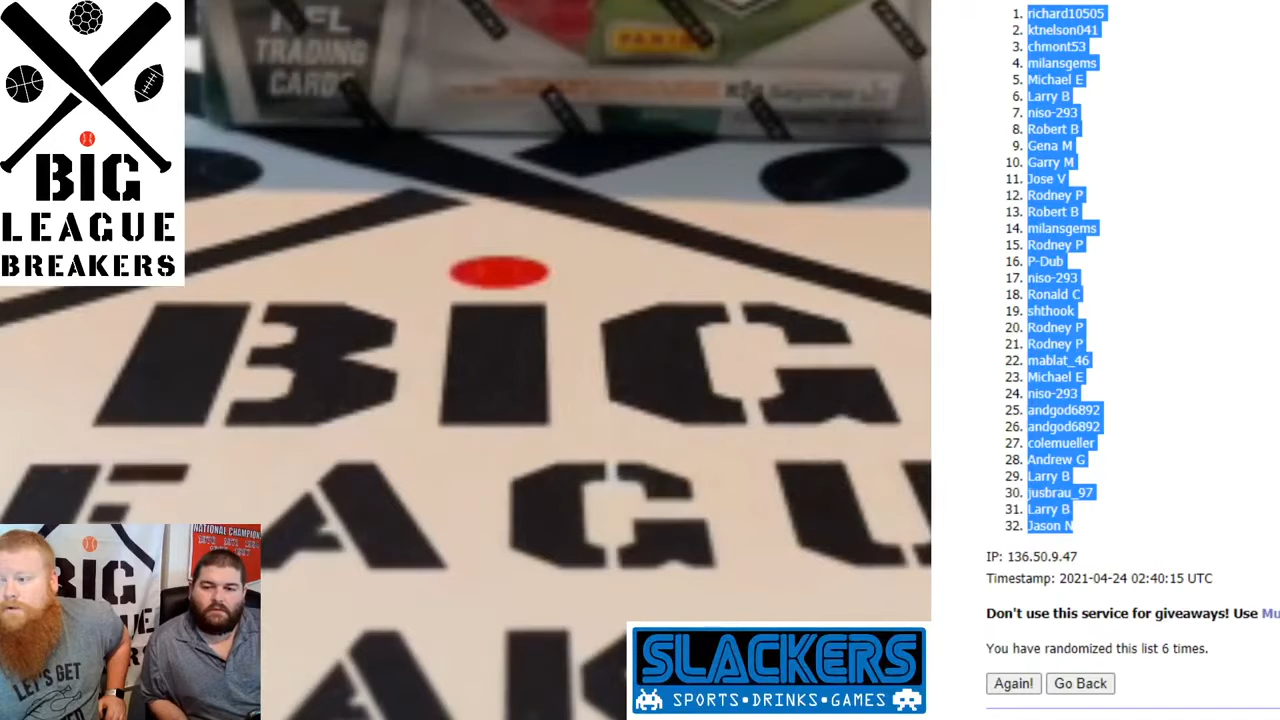 BIG
LEAGUE
BREAKERS
NFL
TRADING
CARDS
PANINI
BIG
EAGU
AK
BIG
NATIONAL CHAMPION
LET'S GET
SLACKERS
SPORTS•DRINKS•GAMES
1. richard10505
2. ktnelson041
3. chmont53
4. milansgems
5. Michael E
6. Larry B
7. niso-293
8. Robert B
9. Gena M
10. Garry M
11. Jose V
12. Rodney P
13. Robert B
14. milansgems
15. Rodney P
16. P-Dub
17. niso-293
18. Ronald C
19. shthook
20. Rodney P
21. Rodney P
22. mablat_46
23. Michael E
24. niso-293
25. andgod6892
26. andgod6892
27. colemueller
28. Andrew G
29. Larry B
30. jusbrau_97
31. Larry B
32. Jason N
IP: 136.50.9.47
Timestamp: 2021-04-24 02:40:15 UTC
Don't use this service for giveaways! Use Mu
You have randomized this list 6 times.
Again! Go Back